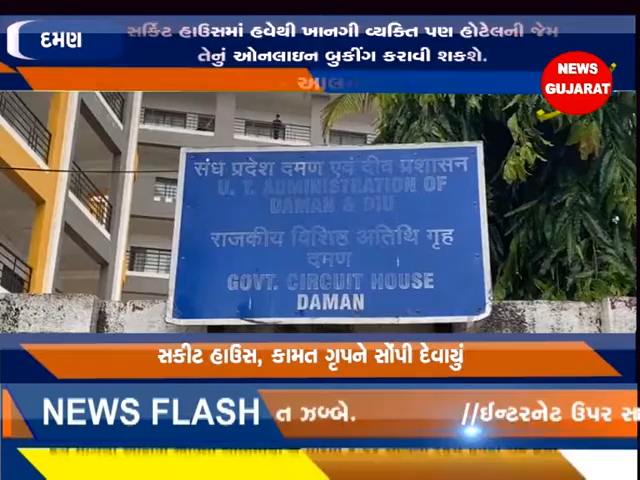 દમણ
સર્કિટ હાઉસમાં હવેથી ખાનગી વ્યક્તિ પણ હોટેલની જેમ
તેનું ઓનલાઇન બુકીંગ કરાવી શકશે.
NEWS
GUJARAT
संघ प्रदेश दमण एवं दीव प्रशासन
U. T. ADMINISTRATION OF
DAMAN & DIU
राजकीय विशिष्ठ अतिथि गृह
दमण
GOVT. CIRCUIT HOUSE
DAMAN
સર્કીટ હાઉસ, કામત ગૃપને સોંપી દેવાયું
NEWS FLASH
ત ઝબ્બે. //ઈન્ટરનેટ ઉપર